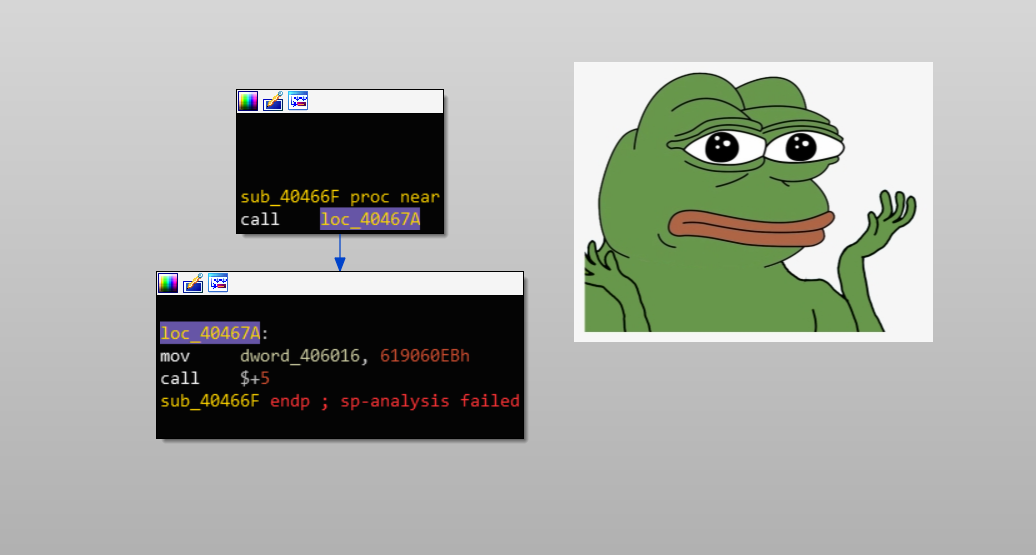 sub_40466F proc near
call loc_40467A
loc_40467A:
mov dword_406016, 619060EBh
call $+5
sub_40466F endp ; sp-analysis failed